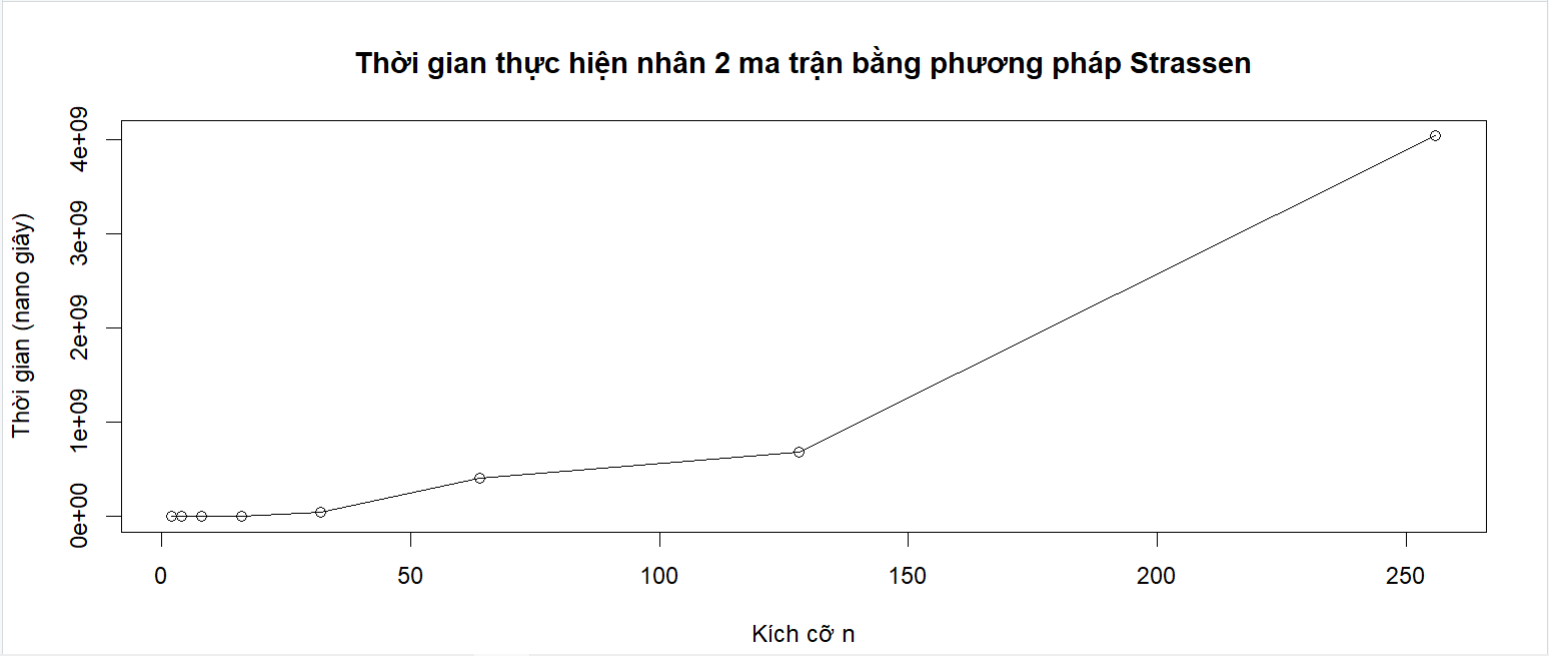 Thời gian thực hiện nhân 2 ma trận bằng phương pháp Strassen
Thời gian (nano giây)
4e+09
3e+09
2e+09
1e+09
0e+00
0 50 100 150 200 250
Kích cỡ n